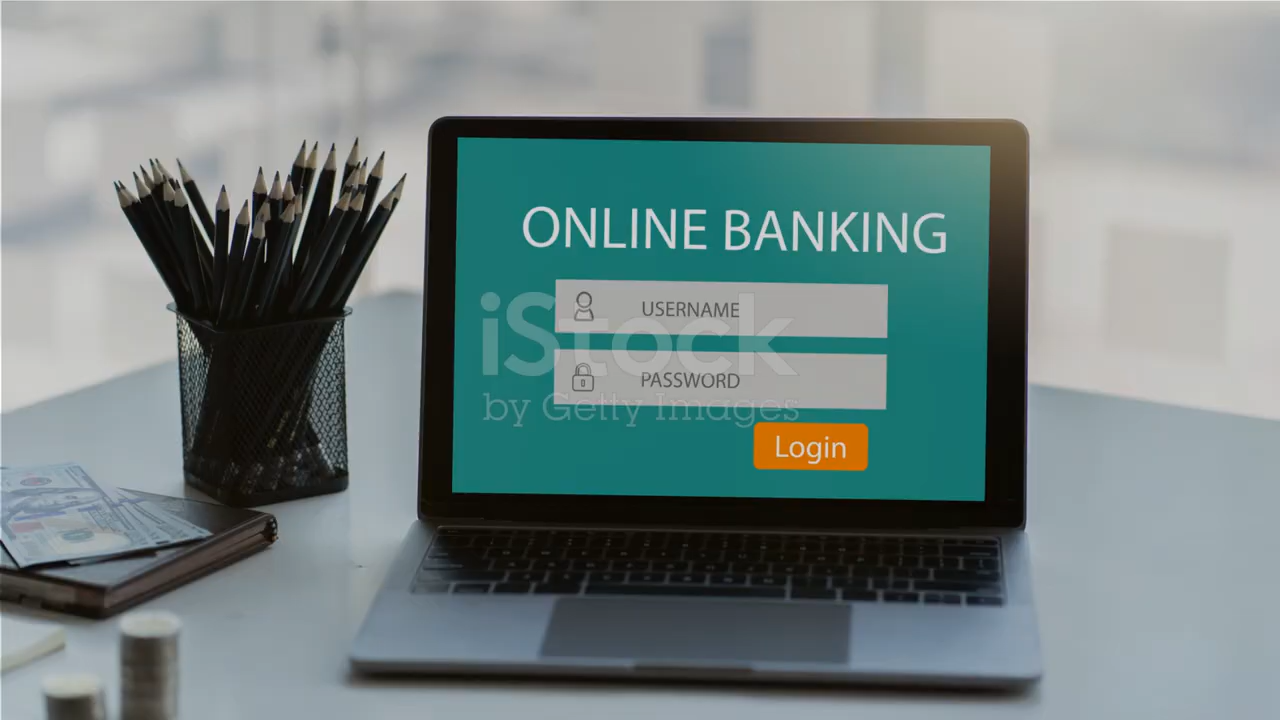 ONLINE BANKING
USERNAME
iStock
PASSWORD
by Getty Images
Login